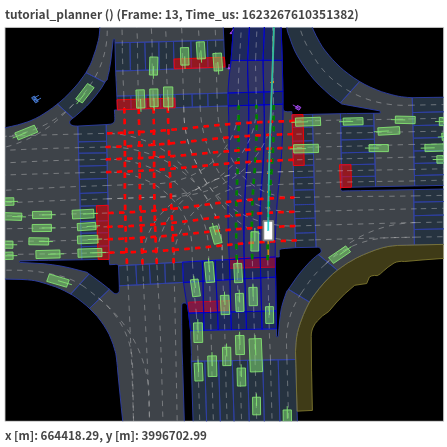 tutorial_planner () (Frame: 13, Time_us: 1623267610351382)
x [m]: 664418.29, y [m]: 3996702.99